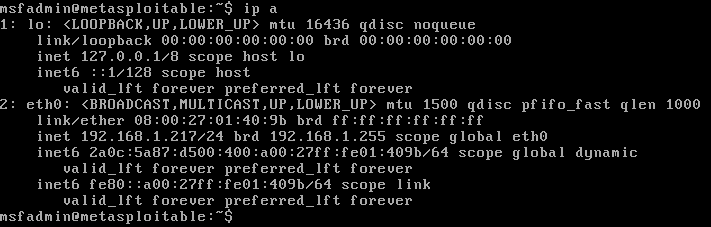 msfadmin@metasploitable:~$ ip a
1: lo: <LOOPBACK,UP,LOWER_UP> mtu 16436 qdisc noqueue
    link/loopback 00:00:00:00:00:00 brd 00:00:00:00:00:00
    inet 127.0.0.1/8 scope host lo
    inet6 ::1/128 scope host
       valid_lft forever preferred_lft forever
2: eth0: <BROADCAST,MULTICAST,UP,LOWER_UP> mtu 1500 qdisc pfifo_fast qlen 1000
    link/ether 08:00:27:01:40:9b brd ff:ff:ff:ff:ff:ff
    inet 192.168.1.217/24 brd 192.168.1.255 scope global eth0
    inet6 2a0c:5a87:d500:400:a00:27ff:fe01:409b/64 scope global dynamic
       valid_lft forever preferred_lft forever
    inet6 fe80::a00:27ff:fe01:409b/64 scope link
       valid_lft forever preferred_lft forever
msfadmin@metasploitable:~$